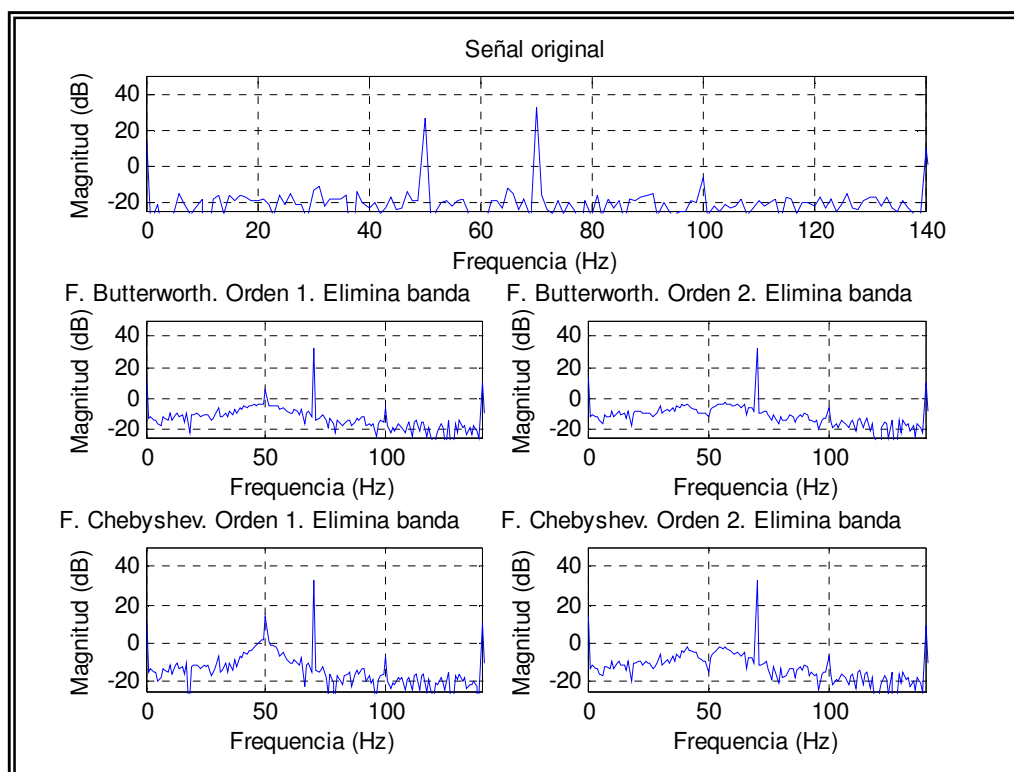 Señal original
Magnitud (dB)
40
20
0
-20
0 20 40 60 80 100 120 140
Frequencia (Hz)
F. Butterworth. Orden 1. Elimina banda
Magnitud (dB)
40
20
0
-20
0 50 100
Frequencia (Hz)
F. Butterworth. Orden 2. Elimina banda
Magnitud (dB)
40
20
0
-20
0 50 100
Frequencia (Hz)
F. Chebyshev. Orden 1. Elimina banda
Magnitud (dB)
40
20
0
-20
0 50 100
Frequencia (Hz)
F. Chebyshev. Orden 2. Elimina banda
Magnitud (dB)
40
20
0
-20
0 50 100
Frequencia (Hz)